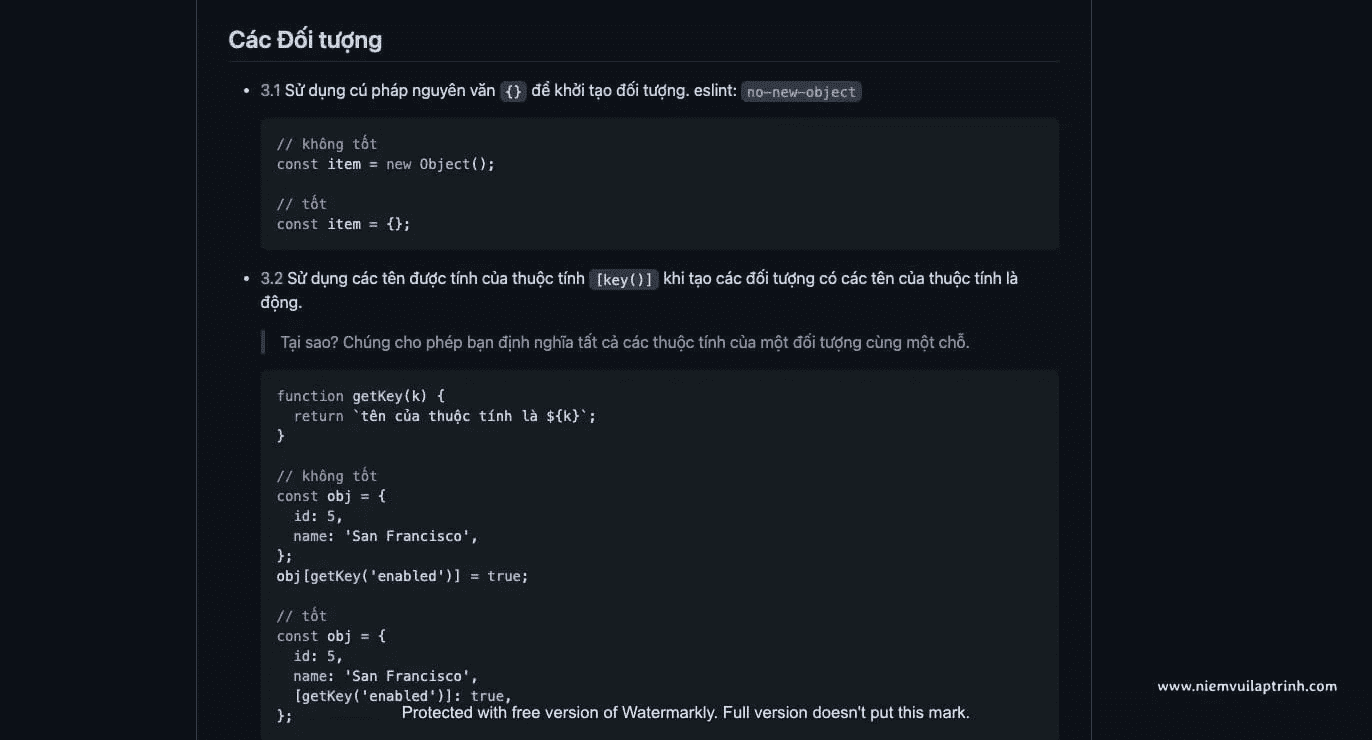 Các Đối tượng
• 3.1 Sử dụng cú pháp nguyên văn {} để khởi tạo đối tượng. eslint: no-new-object
// không tốt
const item = new Object();
// tốt
const item = {};
• 3.2 Sử dụng các tên được tính của thuộc tính [key()] khi tạo các đối tượng có các tên của thuộc tính là
động.
Tại sao? Chúng cho phép bạn định nghĩa tất cả các thuộc tính của một đối tượng cùng một chỗ.
function getKey(k) {
  return `tên của thuộc tính là ${k}`;
}
// không tốt
const obj = {
  id: 5,
  name: 'San Francisco',
};
obj[getKey('enabled')] = true;
// tốt
const obj = {
  id: 5,
  name: 'San Francisco',
  [getKey('enabled')]: true,
};
www.niemvuilaptrinh.com
Protected with free version of Watermarkly. Full version doesn't put this mark.